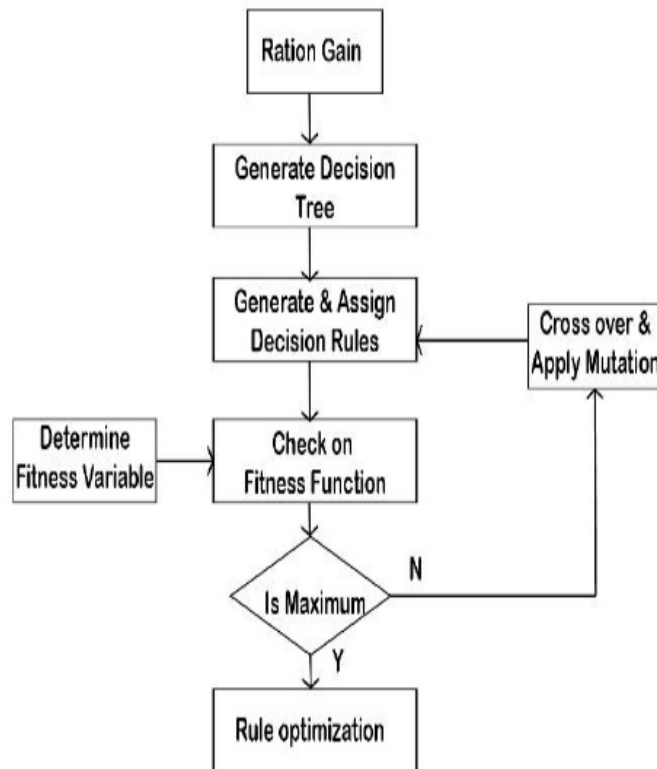 Ration Gain
Generate Decision
Tree
Generate & Assign
Decision Rules
Cross over &
Apply Mutation
Determine
Fitness Variable
Check on
Fitness Function
Is Maximum
N
Y
Rule optimization